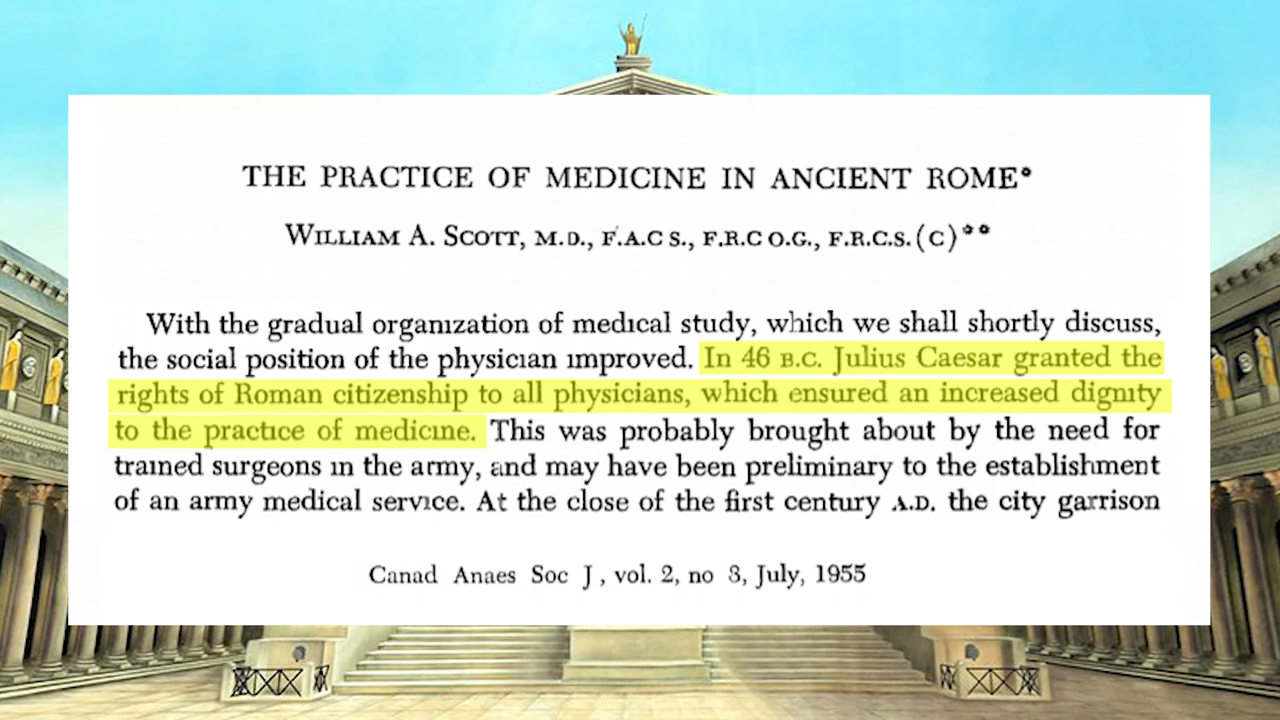 THE PRACTICE OF MEDICINE IN ANCIENT ROME*
WILLIAM A. SCOTT, M.D., F.A.C S., F.R.C O.G., F.R.C.S.(C)**
With the gradual organization of medical study, which we shall shortly discuss,
the social position of the physician improved. In 46 B.C. Julius Caesar granted the
rights of Roman citizenship to all physicians, which ensured an increased dignity
to the practice of medicine. This was probably brought about by the need for
trained surgeons in the army, and may have been preliminary to the establishment
of an army medical service. At the close of the first century A.D. the city garrison
Canad Anaes Soc J, vol. 2, no 3, July, 1955